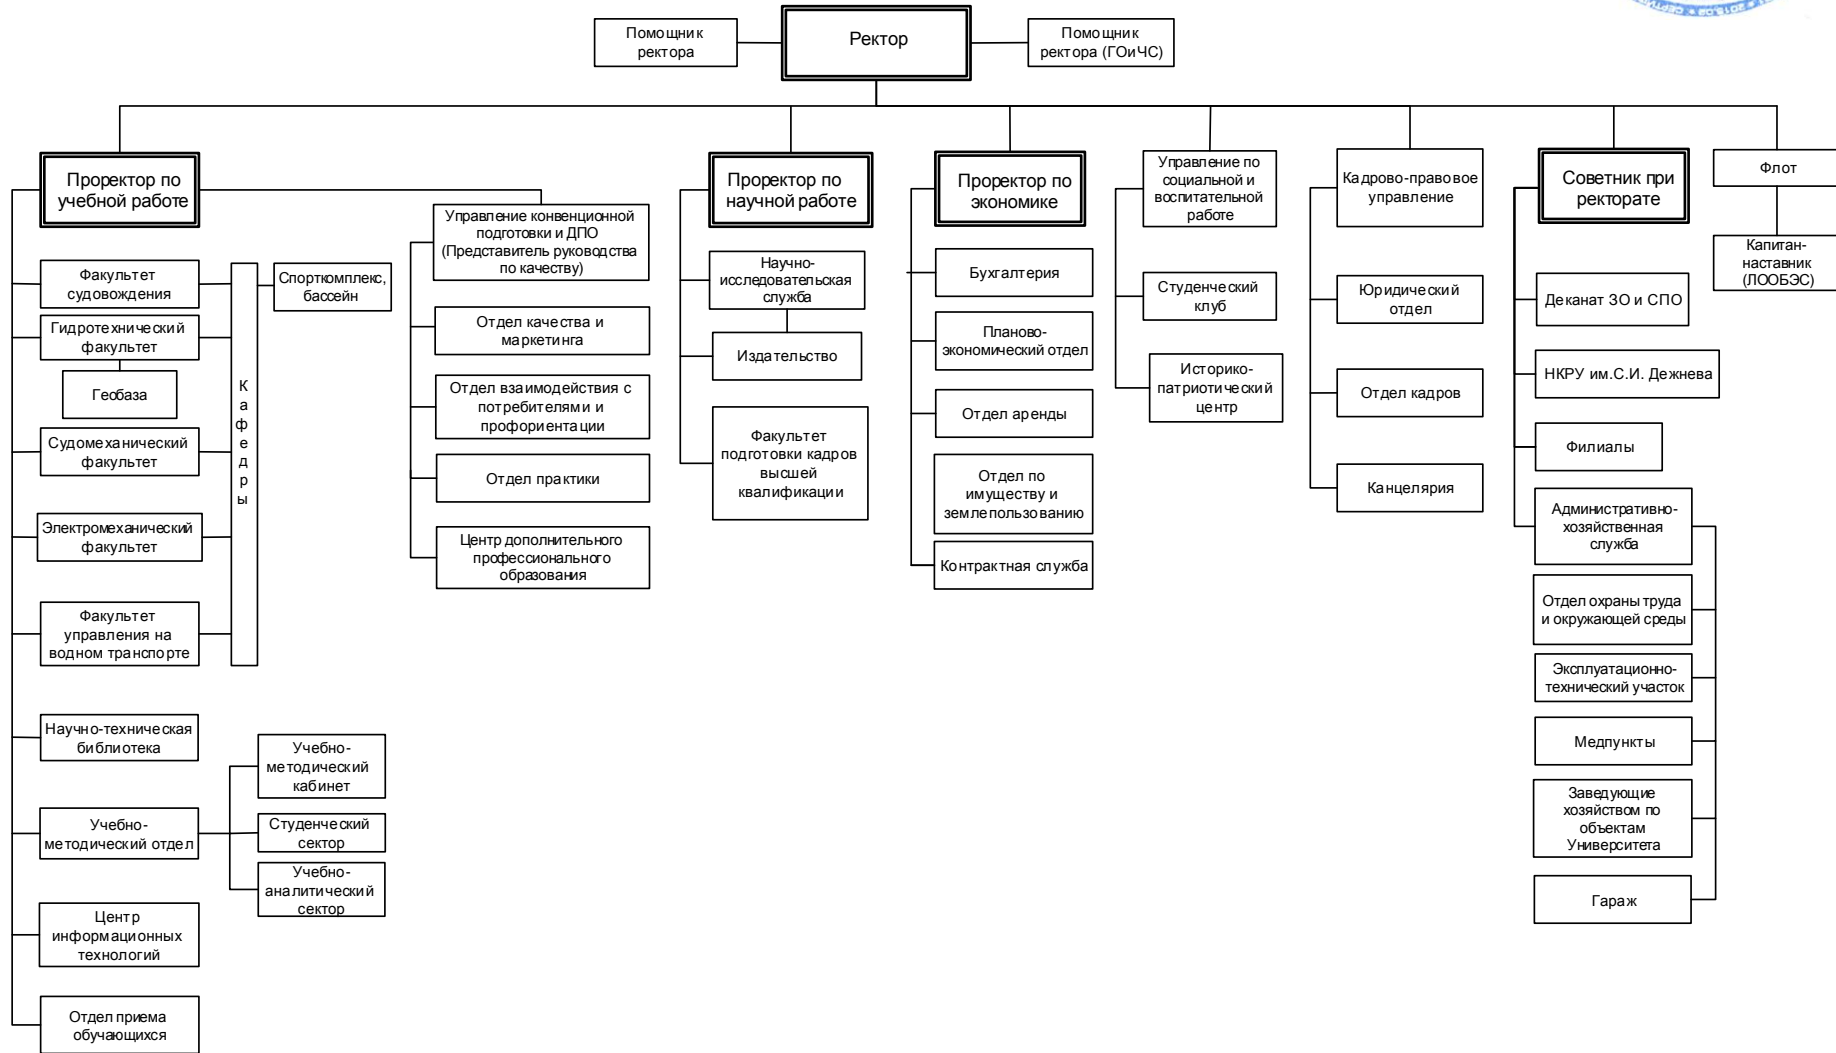 Помощник
ректора
Ректор
Помощник
ректора (ГОиЧС)
Проректор по
учебной работе
Проректор по
научной работе
Проректор по
экономике
Управление по
социальной и
воспитательной
работе
Кадрово-правовое
управление
Советник при
ректорате
Флот
Капитан-
наставник
(ЛООБЭС)
Факультет
судовождения
Гидротехнический
факультет
Геобаза
Судомеханический
факультет
Электромеханический
факультет
Факультет
управления на
водном транспорте
Научно-техническая
библиотека
Учебно-
методический отдел
Центр
информационных
технологий
Отдел приема
обучающихся
Кафедры
Спорткомплекс,
бассейн
Учебно-
методический
кабинет
Студенческий
сектор
Учебно-
аналитический
сектор
Управление конвенционной
подготовки и ДПО
(Представитель руководства
по качеству)
Отдел качества и
маркетинга
Отдел взаимодействия с
потребителями и
профориентации
Отдел практики
Центр дополнительного
профессионального
образования
Научно-
исследовательская
служба
Издательство
Факультет
подготовки кадров
высшей
квалификации
Бухгалтерия
Планово-
экономический отдел
Отдел аренды
Отдел по
имуществу и
землепользованию
Контрактная служба
Студенческий
клуб
Историко-
патриотический
центр
Юридический
отдел
Отдел кадров
Канцелярия
Деканат ЗО и СПО
НКРУ им.С.И. Дежнева
Филиалы
Административно-
хозяйственная
служба
Отдел охраны труда
и окружающей среды
Эксплуатационно-
технический участок
Медпункты
Заведующие
хозяйством по
объектам
Университета
Гараж